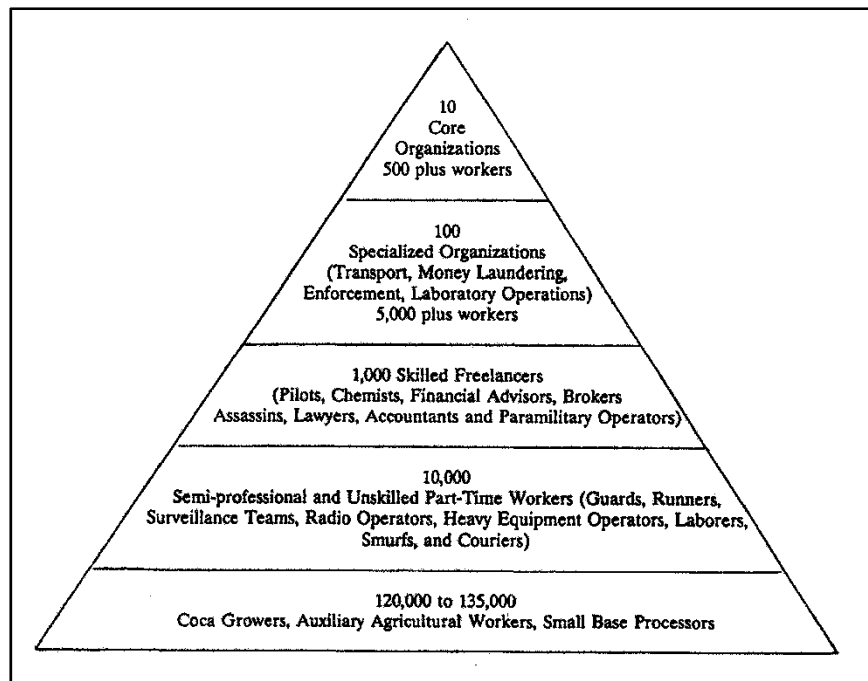 10
Core
Organizations
500 plus workers
100
Specialized Organizations
(Transport, Money Laundering,
Enforcement, Laboratory Operations)
5,000 plus workers
1,000 Skilled Freelancers
(Pilots, Chemists, Financial Advisors, Brokers
Assassins, Lawyers, Accountants and Paramilitary Operators)
10,000
Semi-professional and Unskilled Part-Time Workers (Guards, Runners,
Surveillance Teams, Radio Operators, Heavy Equipment Operators, Laborers,
Smurfs, and Couriers)
120,000 to 135,000
Coca Growers, Auxiliary Agricultural Workers, Small Base Processors